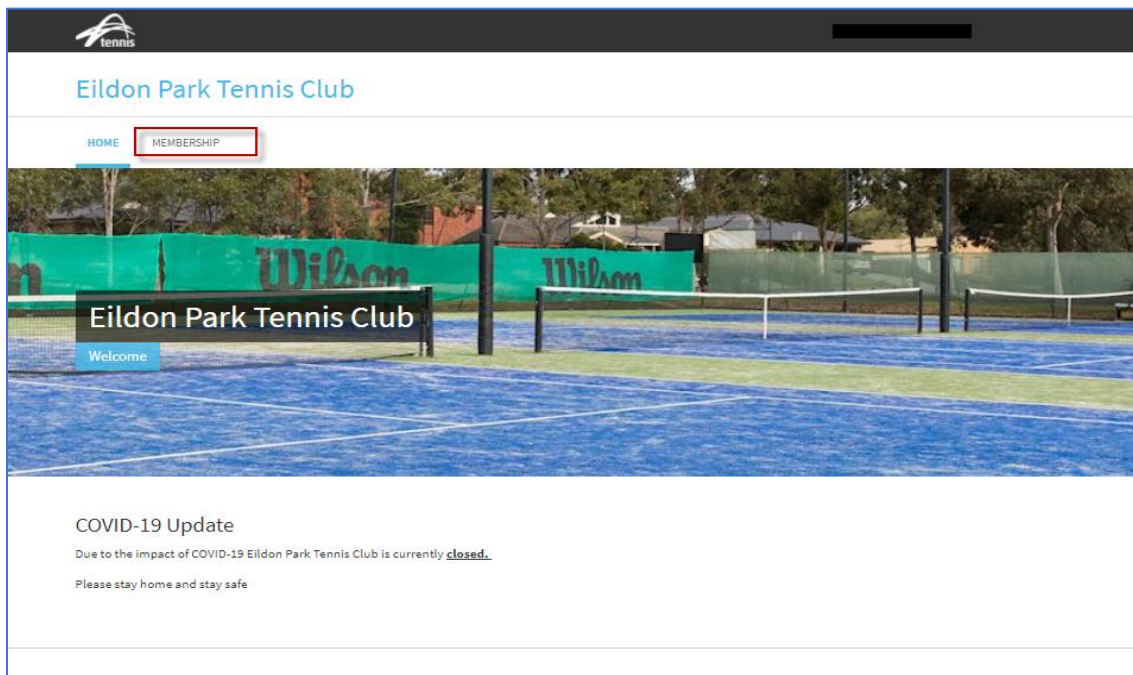 tennis
Eildon Park Tennis Club
HOME MEMBERSHIP
Wilson
Wilson
Eildon Park Tennis Club
Welcome
COVID-19 Update
Due to the impact of COVID-19 Eildon Park Tennis Club is currently closed.
Please stay home and stay safe